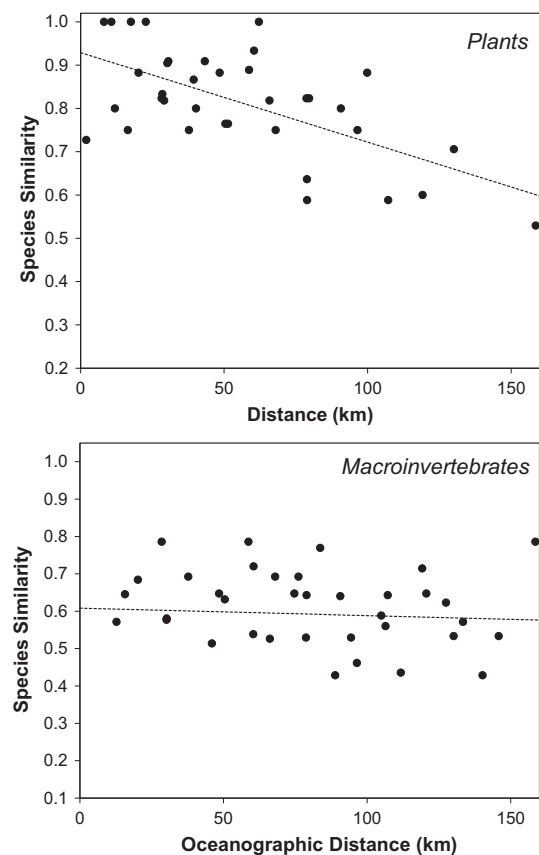 Plants
1.0
0.9
0.8
0.7
0.6
0.5
0.4
0.3
0.2
Species Similarity
0 50 100 150
Distance (km)
Macroinvertebrates
1.0
0.9
0.8
0.7
0.6
0.5
0.4
0.3
0.2
0.1
Species Similarity
0 50 100 150
Oceanographic Distance (km)